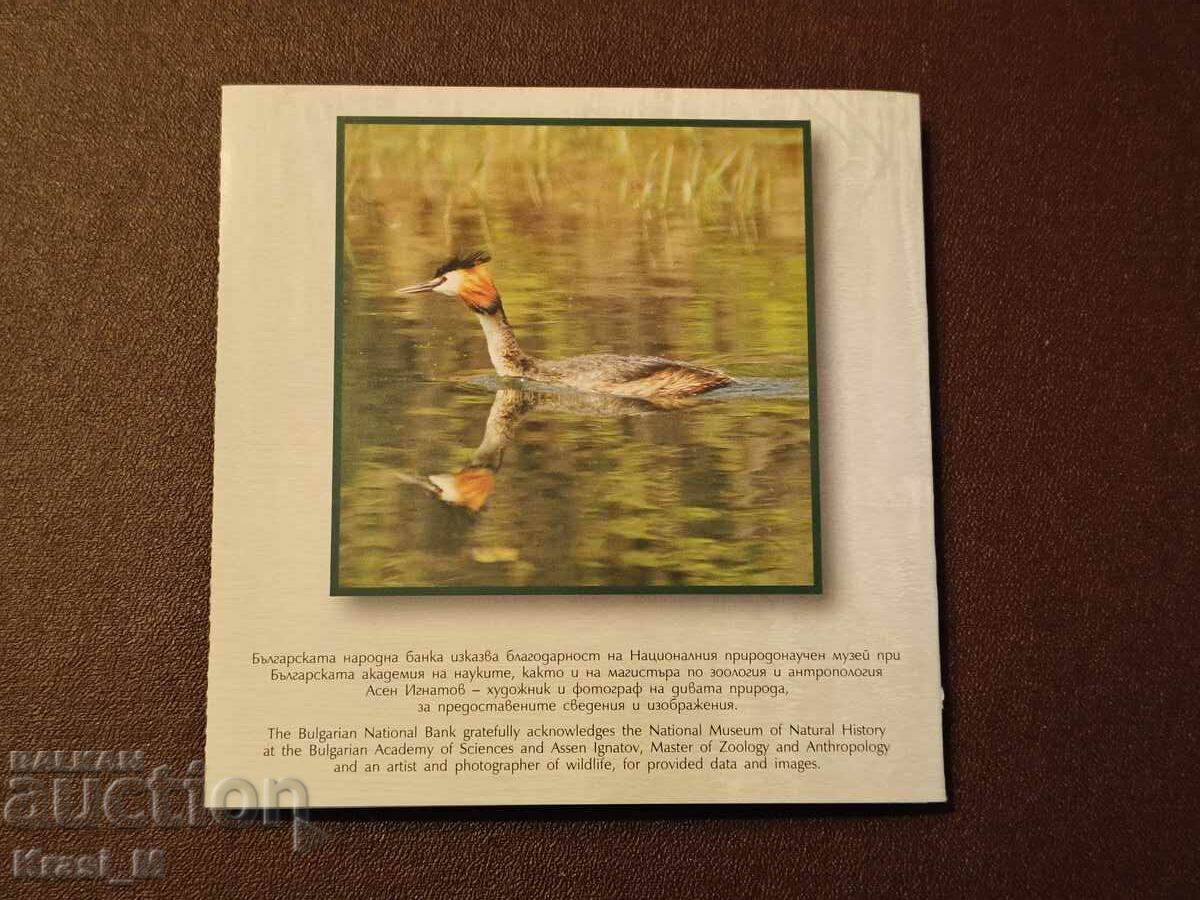 Българската народна банка изказва благодарност на Националния природонаучен музей при
Българската академия на науките, както и на магистъра по зоология и антропология
Асен Игнатов – художник и фотограф на дивата природа,
за предоставените сведения и изображения.
The Bulgarian National Bank gratefully acknowledges the National Museum of Natural History
at the Bulgarian Academy of Sciences and Assen Ignatov, Master of Zoology and Anthropology
and an artist and photographer of wildlife, for provided data and images.
BALKAN
auction
Krasi_M